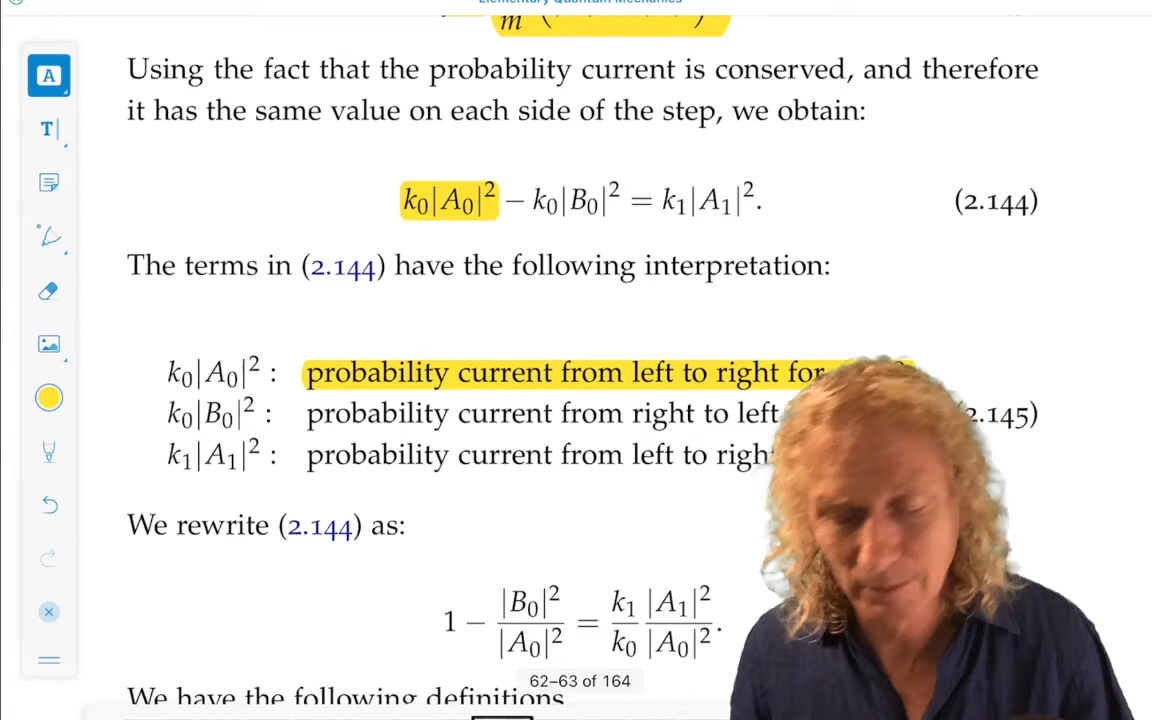 Elementary Quantum Mechanics
m
Using the fact that the probability current is conserved, and therefore
it has the same value on each side of the step, we obtain:
k₀|A₀|² − k₀|B₀|² = k₁|A₁|². (2.144)
The terms in (2.144) have the following interpretation:
k₀|A₀|² : probability current from left to right for
k₀|B₀|² : probability current from right to left 2.145)
k₁|A₁|² : probability current from left to righ
We rewrite (2.144) as:
1 − |B₀|²/|A₀|² = k₁/k₀ |A₁|²/|A₀|².
62–63 of 164
We have the following definitions
A
T